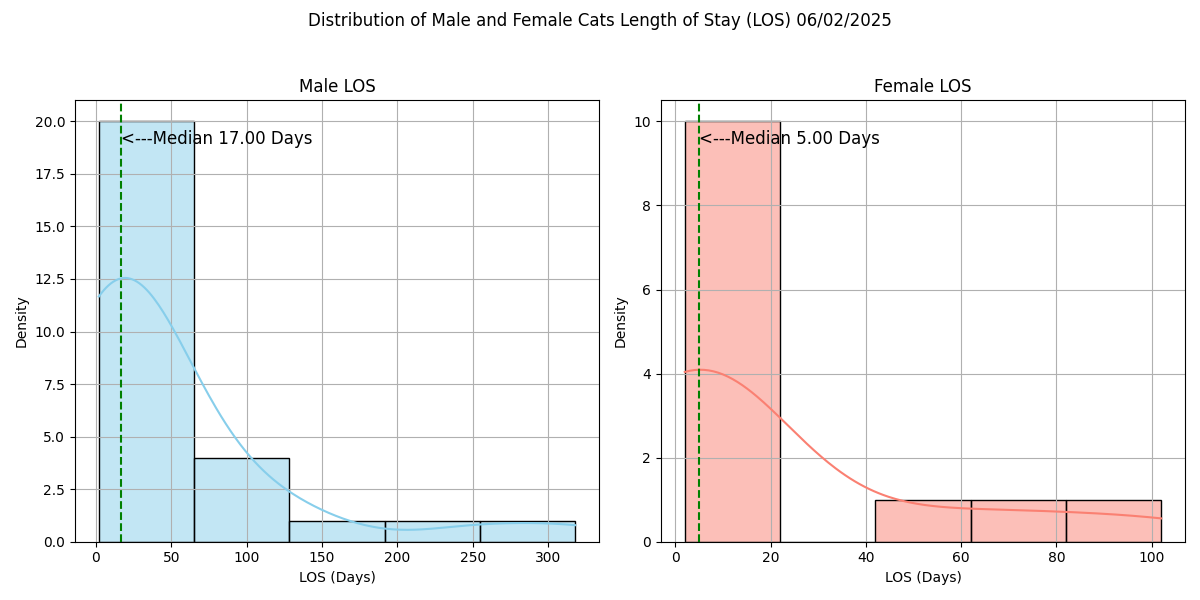 Distribution of Male and Female Cats Length of Stay (LOS) 06/02/2025
Male LOS
20.0
17.5
15.0
12.5
10.0
7.5
5.0
2.5
0.0
Density
<---Median 17.00 Days
0 50 100 150 200 250 300
LOS (Days)
Female LOS
10
8
6
4
2
0
Density
<---Median 5.00 Days
0 20 40 60 80 100
LOS (Days)